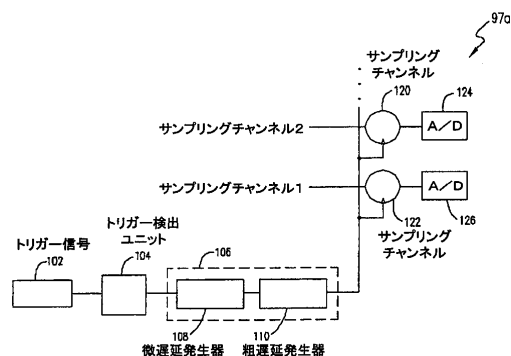 97a
サンプリング
チャンネル
120
124
A/D
サンプリングチャンネル2
サンプリングチャンネル1
A/D
122
126
サンプリング
チャンネル
トリガー検出
ユニット
トリガー信号
102
104
106
108
110
微遅延発生器
粗遅延発生器